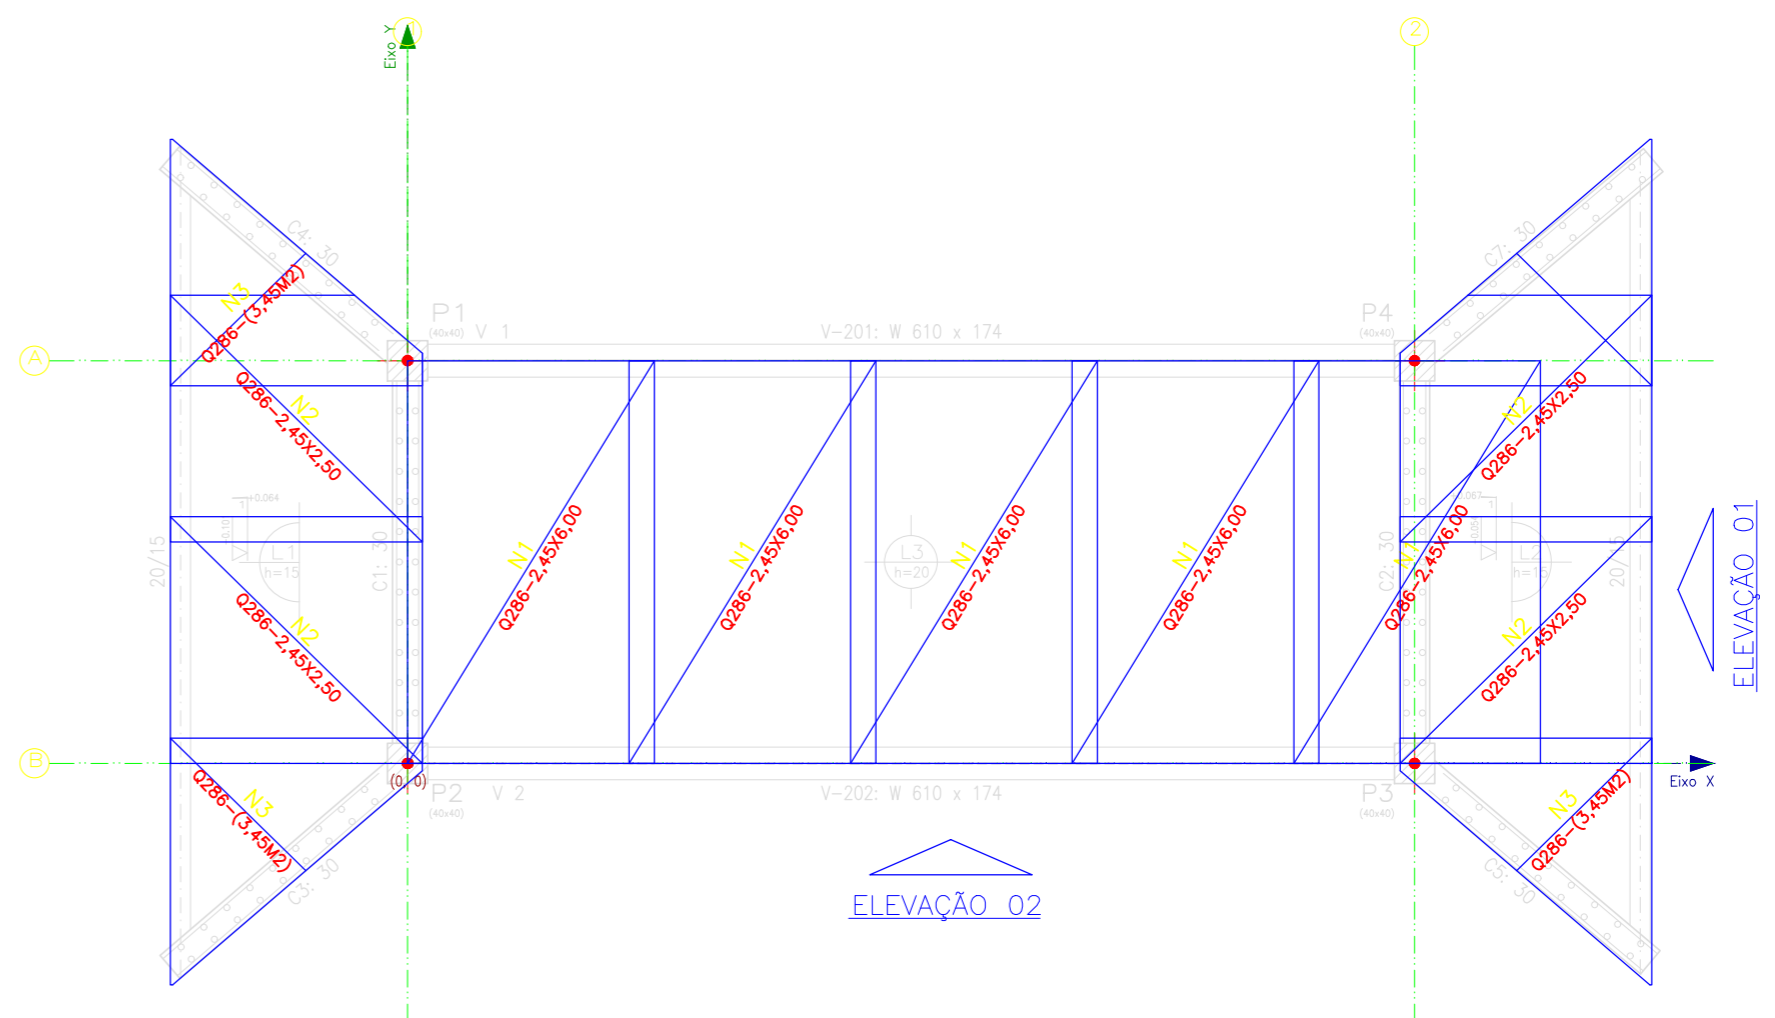 1
2
Eixo Y
C4: 30
C7: 30
N3
Q286-(3,45M2)
P1
(40x40)
V 1
V-201: W 610 x 174
P4
(40x40)
A
N2
Q286-2,45X2,50
N2
Q286-2,45X2,50
+0.064
-0.10
L1
h=15
20/15
C1: 30
N1
Q286-2,45X6,00
N1
Q286-2,45X6,00
N1
Q286-2,45X6,00
L3
h=20
N1
Q286-2,45X6,00
N1
Q286-2,45X6,00
C2: 30
+0.067
L2
h=15
20/15
ELEVAÇÃO 01
N2
Q286-2,45X2,50
N2
Q286-2,45X2,50
B
(0, 0)
Eixo X
P2
(40x40)
V 2
V-202: W 610 x 174
P3
(40x40)
N3
Q286-(3,45M2)
N3
Q286-(3,45M2)
C3: 30
C5: 30
ELEVAÇÃO 02